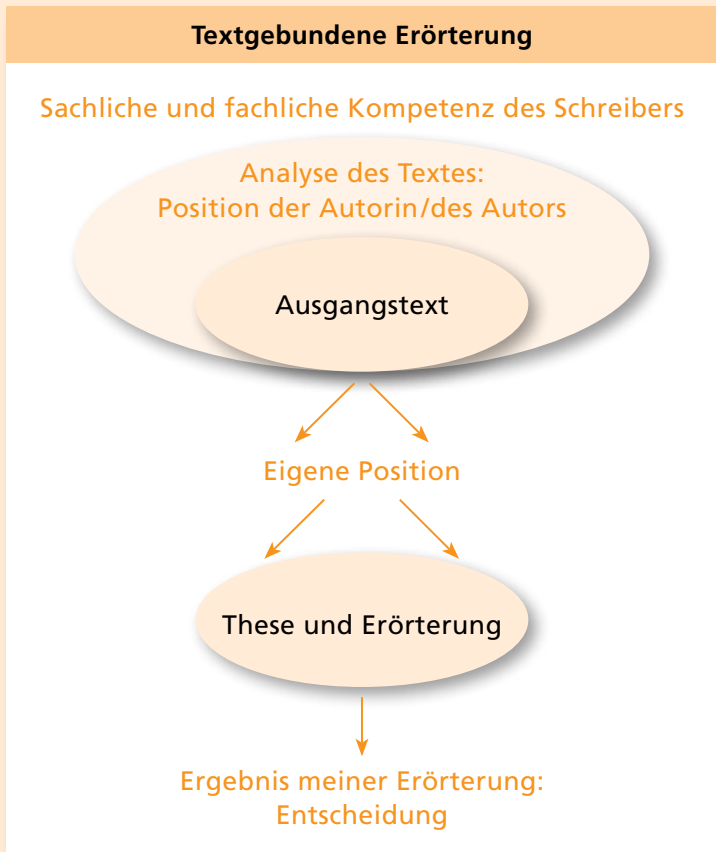 Textgebundene Erörterung
Sachliche und fachliche Kompetenz des Schreibers
Analyse des Textes:
Position der Autorin/des Autors
Ausgangstext
Eigene Position
These und Erörterung
Ergebnis meiner Erörterung:
Entscheidung